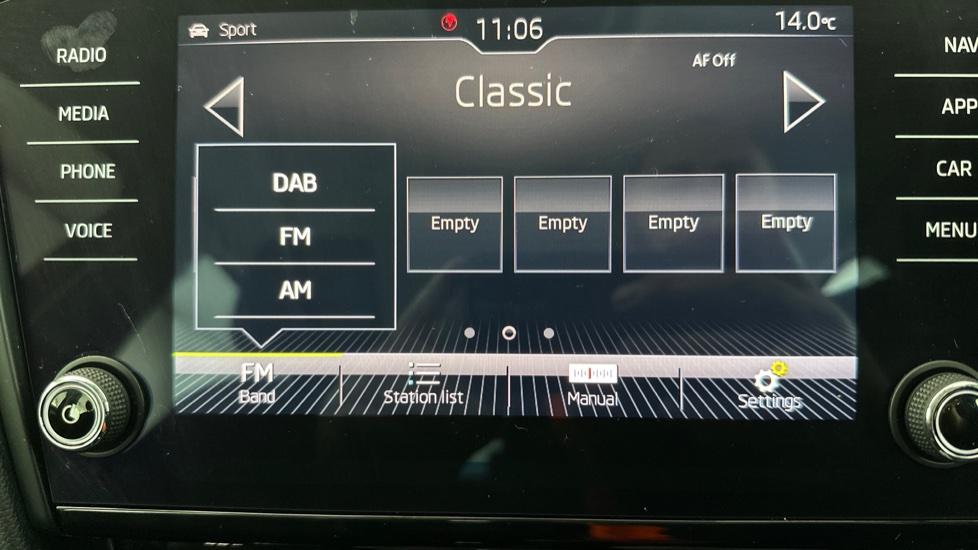 Sport
11:06
14.0°C
AF Off
Classic
RADIO
MEDIA
PHONE
VOICE
NAV
APP
CAR
MENU
DAB
FM
AM
Empty
Empty
Empty
Empty
FM
Band
Station list
Manual
Settings